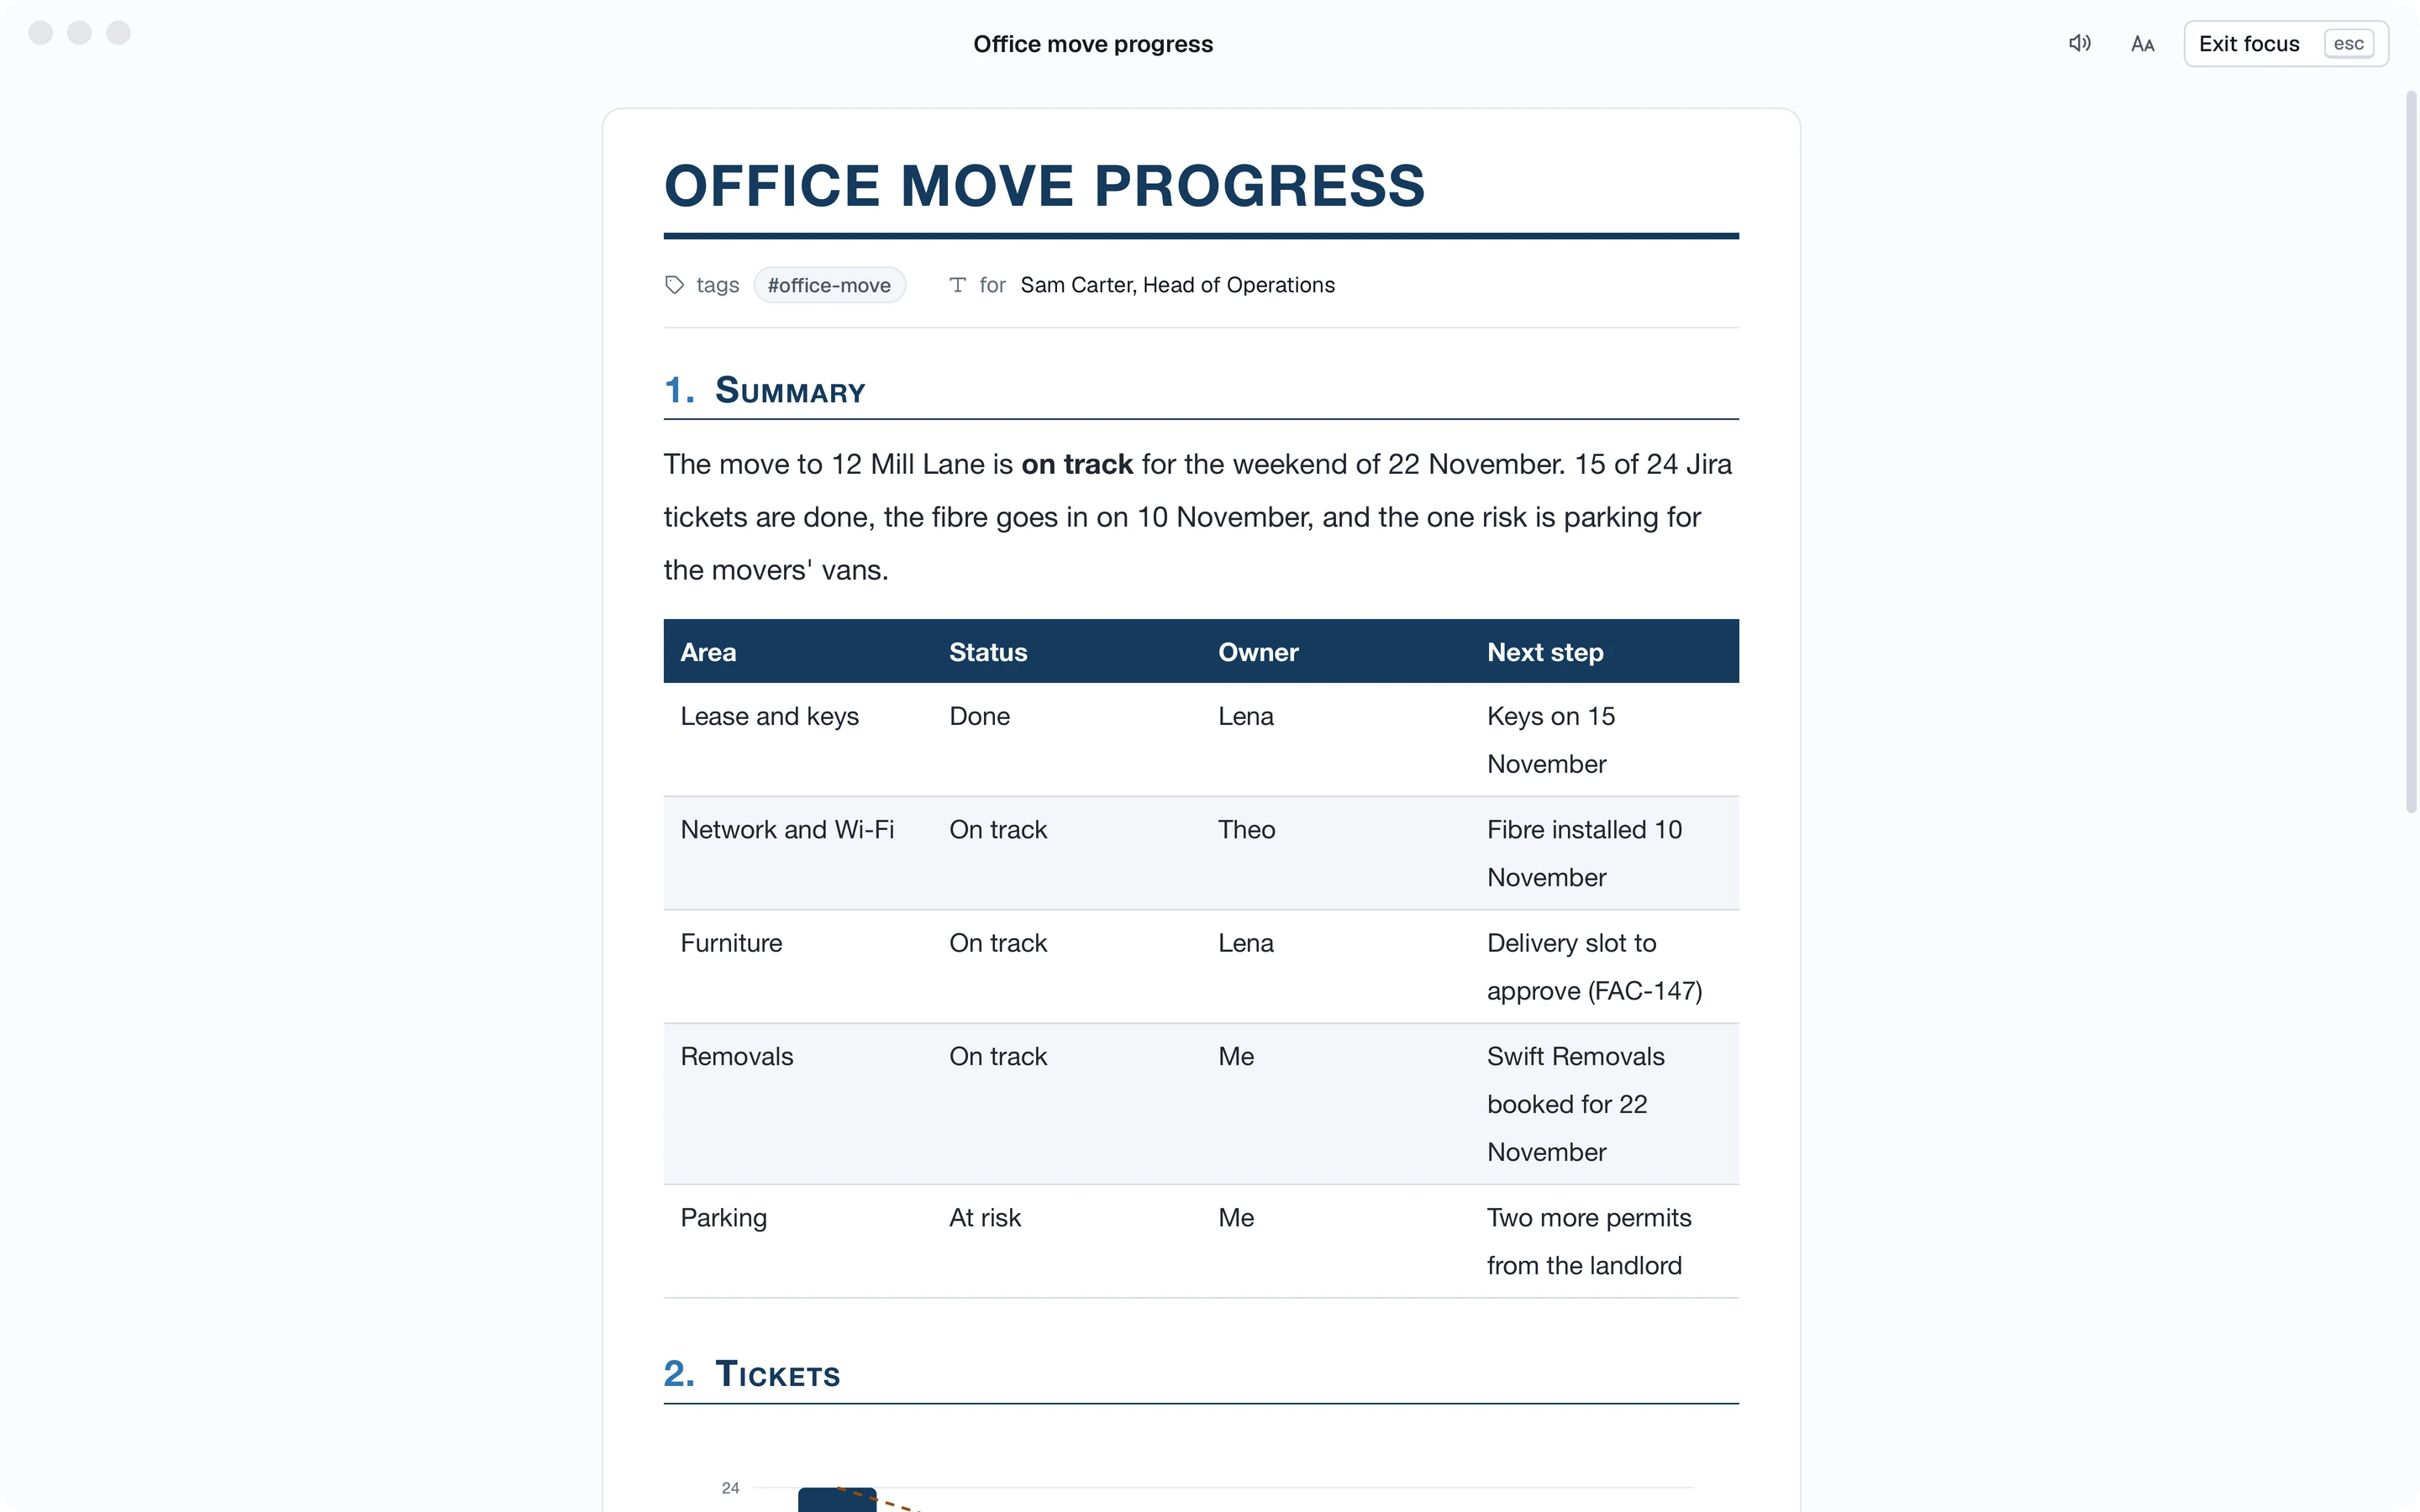 Office move progress
Exit focus esc
OFFICE MOVE PROGRESS
tags #office-move for Sam Carter, Head of Operations
1. Summary
The move to 12 Mill Lane is on track for the weekend of 22 November. 15 of 24 Jira
tickets are done, the fibre goes in on 10 November, and the one risk is parking for
the movers' vans.
Area Status Owner Next step
Lease and keys Done Lena Keys on 15
November
Network and Wi-Fi On track Theo Fibre installed 10
November
Furniture On track Lena Delivery slot to
approve (FAC-147)
Removals On track Me Swift Removals
booked for 22
November
Parking At risk Me Two more permits
from the landlord
2. Tickets
24